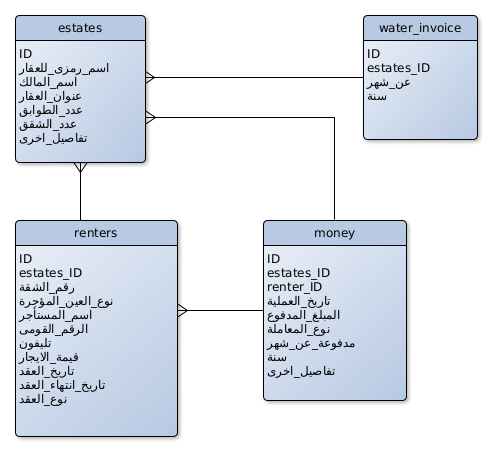 estates
ID
اسم_رمزى_للعقار
اسم_المالك
عنوان_العقار
عدد_الطوابق
عدد_الشقق
تفاصيل_اخرى
water_invoice
ID
estates_ID
عن_شهر
سنة
renters
ID
estates_ID
رقم_الشقة
نوع_العين_المؤجرة
اسم_المستأجر
الرقم_القومى
تليفون
قيمة_الايجار
تاريخ_العقد
تاريخ_انتهاء_العقد
نوع_العقد
money
ID
estates_ID
renter_ID
تاريخ_العملية
المبلغ_المدفوع
نوع_المعاملة
مدفوعة_عن_شهر
سنة
تفاصيل_اخرى